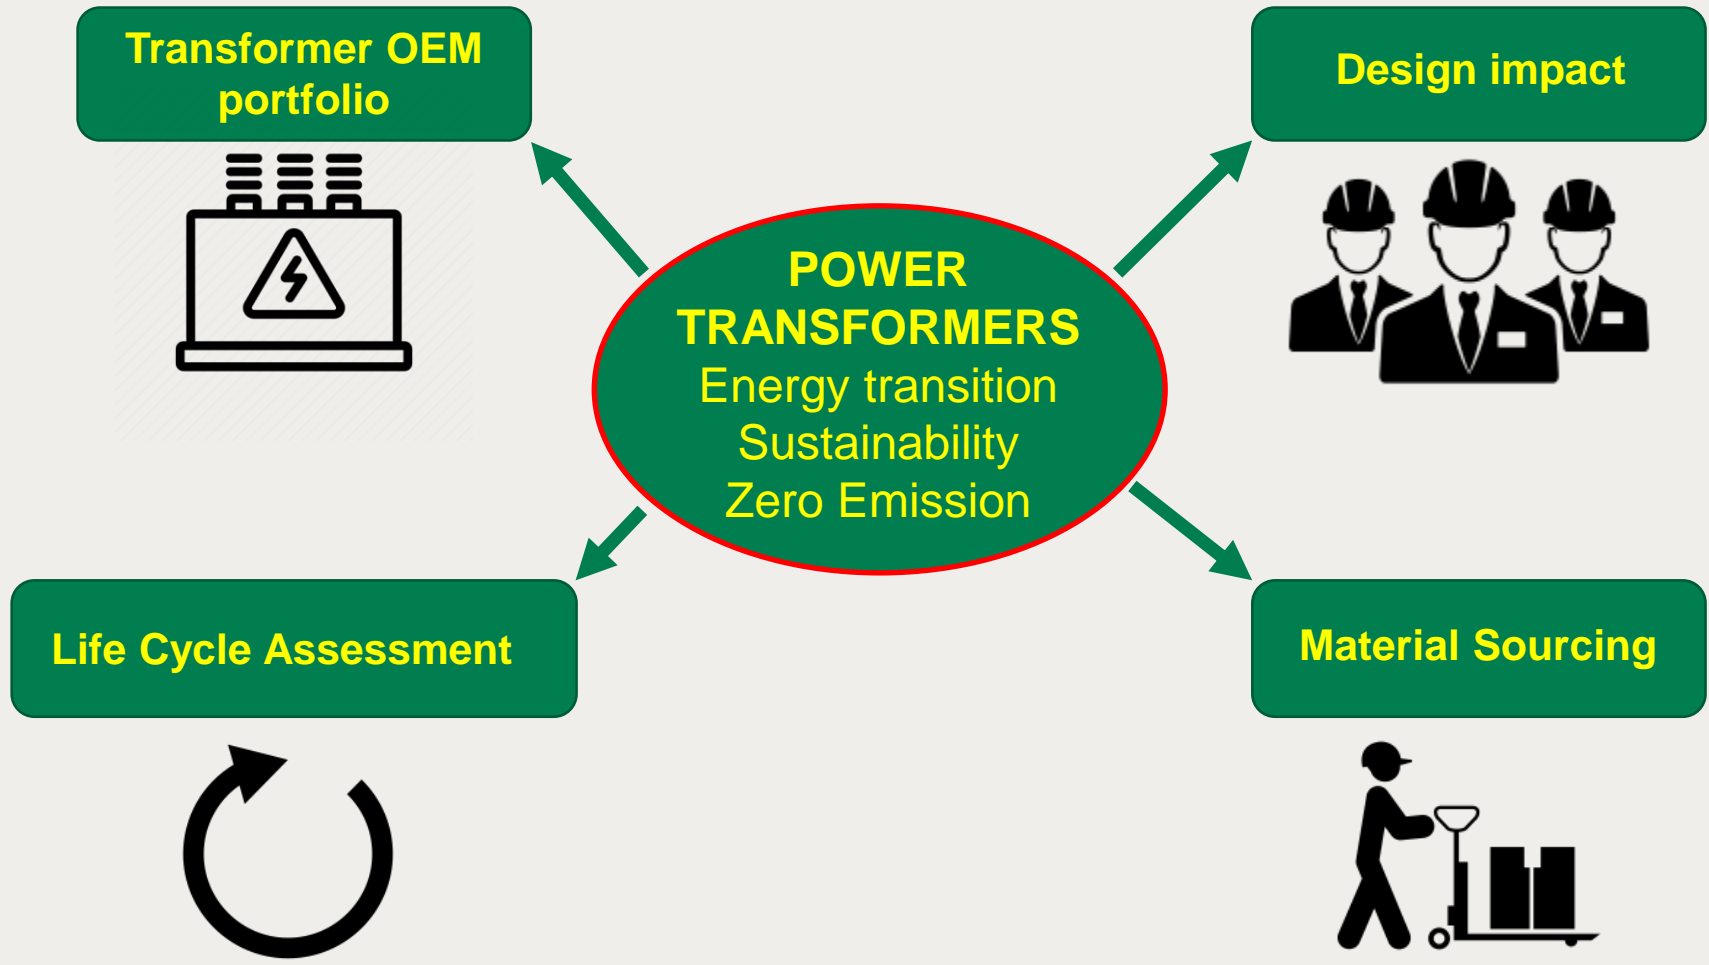 Transformer OEM
portfolio
Design impact
POWER
TRANSFORMERS
Energy transition
Sustainability
Zero Emission
Life Cycle Assessment
Material Sourcing